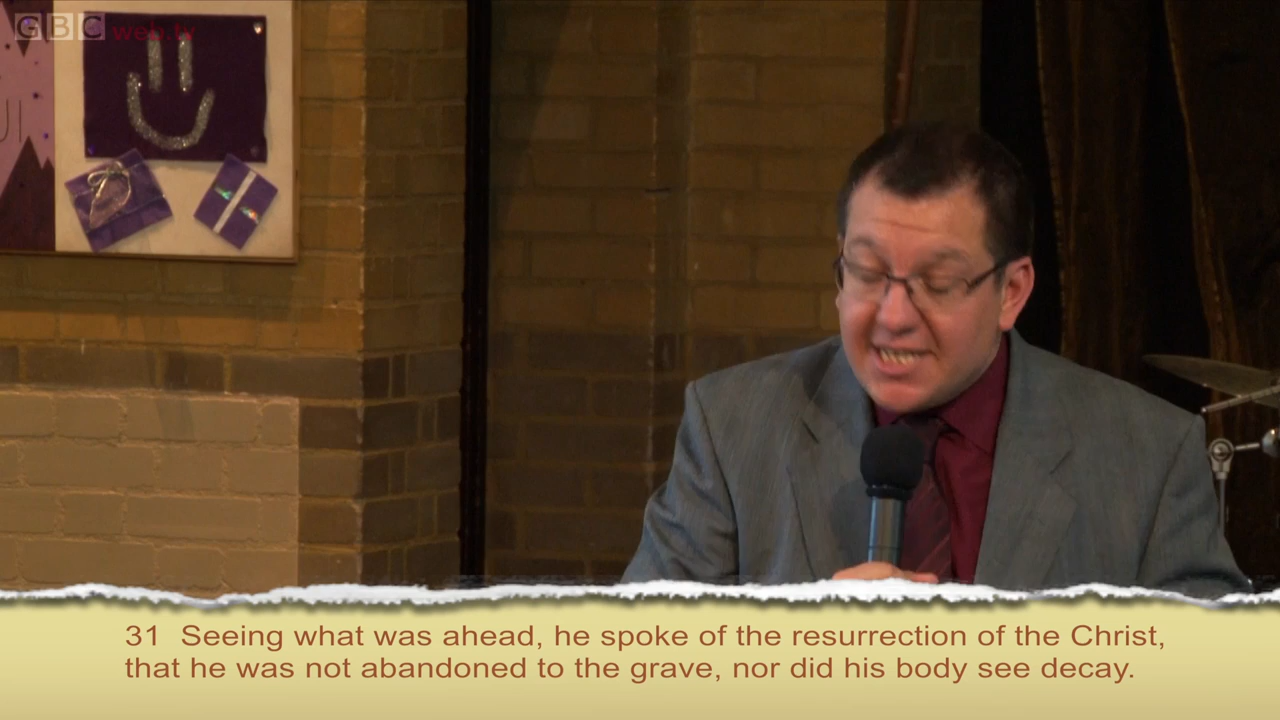 GBC
web.tv
UI
31 Seeing what was ahead, he spoke of the resurrection of the Christ,
that he was not abandoned to the grave, nor did his body see decay.